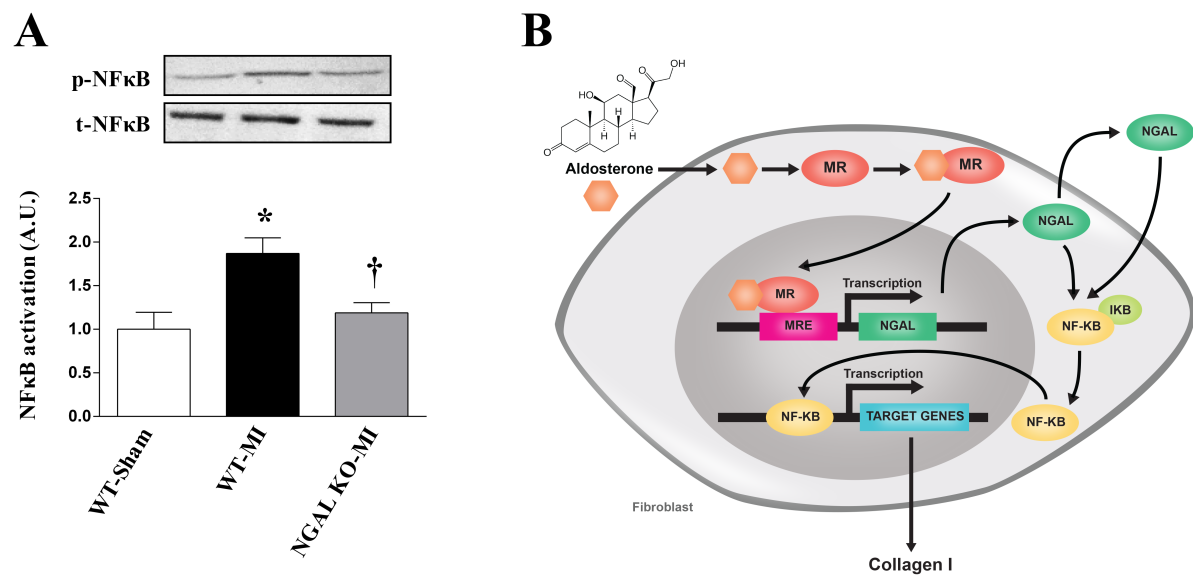 A
p-NFκB
t-NFκB
NFκB activation (A.U.)
2.5
2.0
1.5
1.0
0.5
0.0
*
†
WT-Sham
WT-MI
NGAL KO-MI
B
OH
O
O
HO
H
H
H
O
Aldosterone
MR
MR
NGAL
NGAL
MR
Transcription
MRE
NGAL
IKB
NF-KB
Transcription
NF-KB
TARGET GENES
NF-KB
Fibroblast
Collagen I